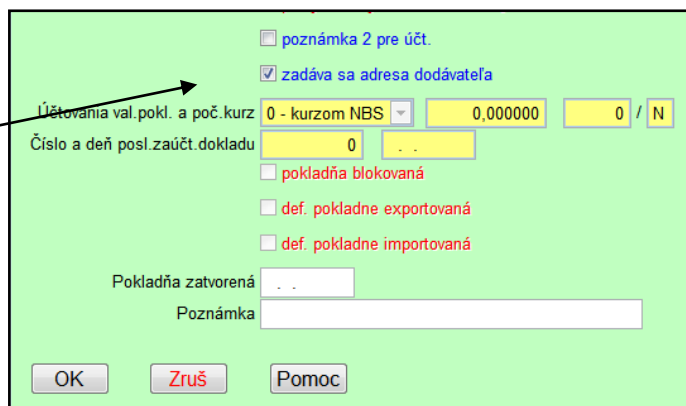 poznámka 2 pre účt.
zadáva sa adresa dodávateľa
Účtovania val.pokl. a poč.kurz 0 - kurzom NBS 0,000000 0 / N
Číslo a deň posl.zaúčt.dokladu 0 . .
pokladňa blokovaná
def. pokladne exportovaná
def. pokladne importovaná
Pokladňa zatvorená . .
Poznámka
OK Zruš Pomoc